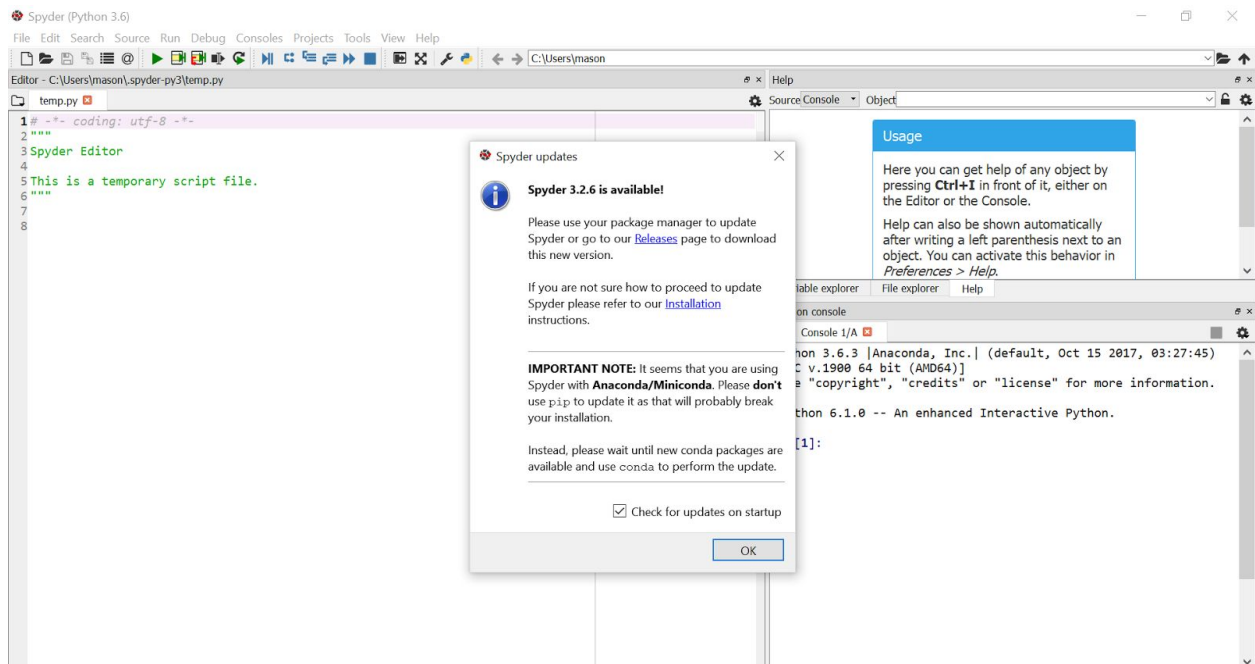 Spyder (Python 3.6)
File Edit Search Source Run Debug Consoles Projects Tools View Help
C:\Users\mason
Editor - C:\Users\mason\.spyder-py3\temp.py
temp.py
1 # -*- coding: utf-8 -*-
2 """
3 Spyder Editor
4
5 This is a temporary script file.
6 """
7
8
Spyder updates
Spyder 3.2.6 is available!
Please use your package manager to update
Spyder or go to our Releases page to download
this new version.
If you are not sure how to proceed to update
Spyder please refer to our Installation
instructions.
IMPORTANT NOTE: It seems that you are using
Spyder with Anaconda/Miniconda. Please don't
use pip to update it as that will probably break
your installation.
Instead, please wait until new conda packages are
available and use conda to perform the update.
Check for updates on startup
OK
Help
Source Console Object
Usage
Here you can get help of any object by
pressing Ctrl+I in front of it, either on
the Editor or the Console.
Help can also be shown automatically
after writing a left parenthesis next to an
object. You can activate this behavior in
Preferences > Help.
iable explorer File explorer Help
on console
Console 1/A
hon 3.6.3 |Anaconda, Inc.| (default, Oct 15 2017, 03:27:45)
C v.1900 64 bit (AMD64)]
e "copyright", "credits" or "license" for more information.
thon 6.1.0 -- An enhanced Interactive Python.
[1]: